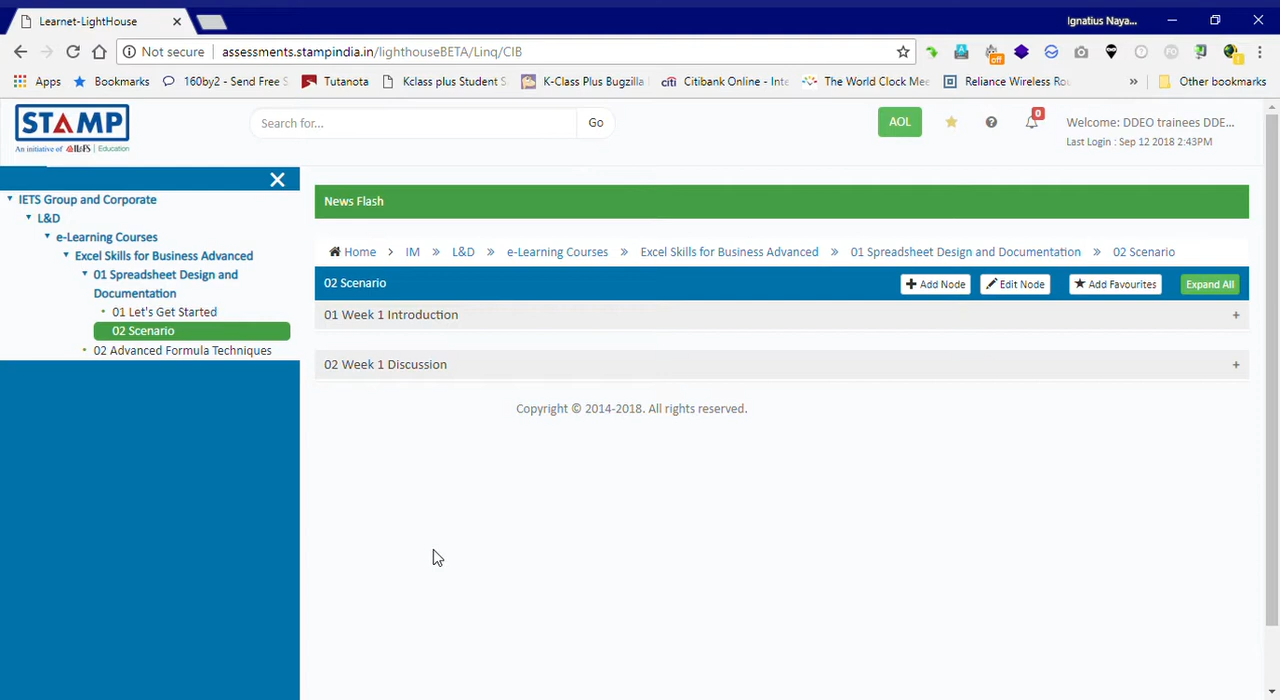 Learnet-LightHouse
Ignatius Naya...
Not secure
assessments.stampindia.in/lighthouseBETA/Linq/CIB
off
Apps
Bookmarks
160by2 - Send Free S
Tutanota
Kclass plus Student S
K-Class Plus Bugzilla
citi
Citibank Online - Inte
The World Clock Mee
Reliance Wireless Rou
»
Other bookmarks
STAMP
An initiative of IL&FS | Education
Search for...
Go
AOL
0
Welcome: DDEO trainees DDE...
Last Login : Sep 12 2018 2:43PM
IETS Group and Corporate
L&D
e-Learning Courses
Excel Skills for Business Advanced
01 Spreadsheet Design and
Documentation
01 Let's Get Started
02 Scenario
02 Advanced Formula Techniques
News Flash
Home > IM » L&D » e-Learning Courses » Excel Skills for Business Advanced » 01 Spreadsheet Design and Documentation » 02 Scenario
02 Scenario
Add Node
Edit Node
Add Favourites
Expand All
01 Week 1 Introduction +
02 Week 1 Discussion +
Copyright © 2014-2018. All rights reserved.